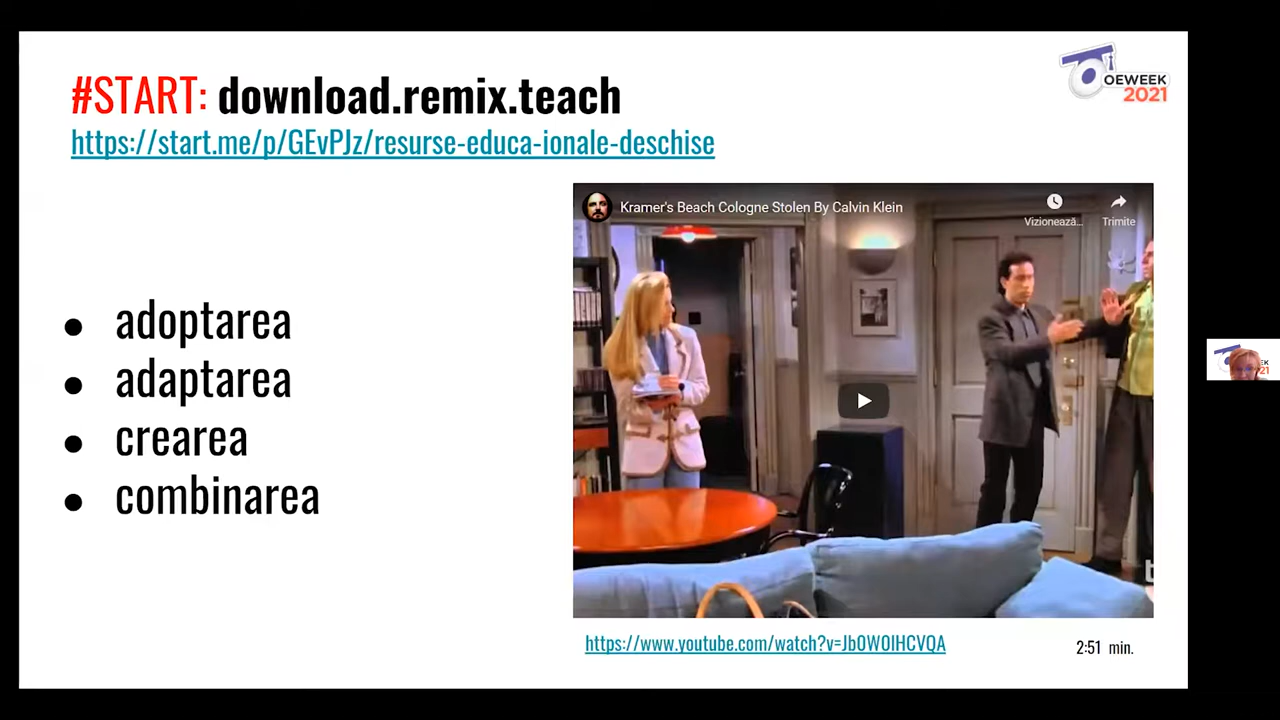 #START: download.remix.teach
https://start.me/p/GEvPJz/resurse-educa-ionale-deschise
OEWEEK
2021
Kramer's Beach Cologne Stolen By Calvin Klein
Vizionează...
Trimite
● adoptarea
● adaptarea
● crearea
● combinarea
https://www.youtube.com/watch?v=Jb0W0IHCVQA
2:51 min.